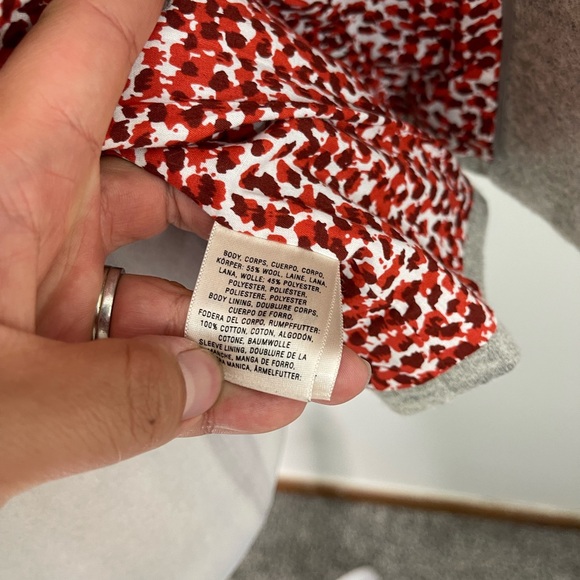 BODY, CORPS, CUERPO, CORPO,
KÖRPER: 55% WOOL, LAINE, LANA,
LANA, WOLLE: 45% POLYESTER,
POLYESTER, POLIÉSTER,
POLIESTERE, POLYESTER
BODY LINING, DOUBLURE CORPS,
CUERPO DE FORRO,
FODERA DEL CORPO, RUMPFFUTTER:
100% COTTON, COTON, ALGODÓN,
COTONE, BAUMWOLLE
SLEEVE LINING, DOUBLURE DE LA
MANCHE, MANGA DE FORRO,
MANICA, ÄRMELFUTTER: